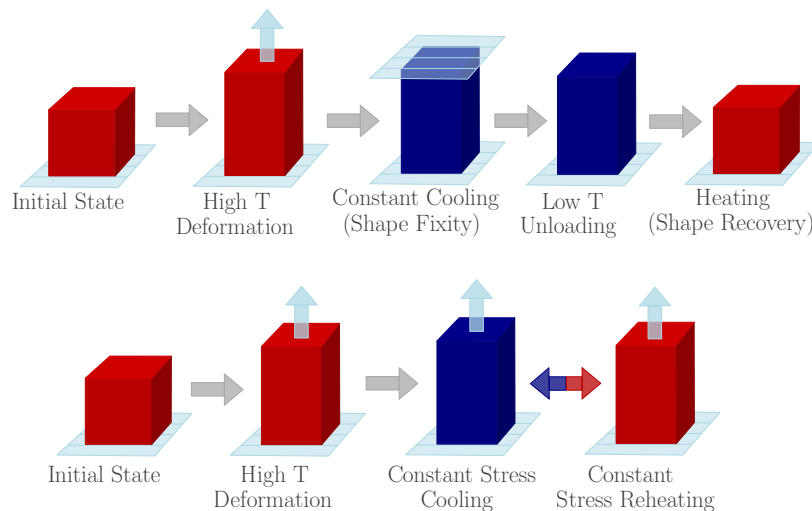 Initial State
High T
Deformation
Constant Cooling
(Shape Fixity)
Low T
Unloading
Heating
(Shape Recovery)
Initial State
High T
Deformation
Constant Stress
Cooling
Constant
Stress Reheating